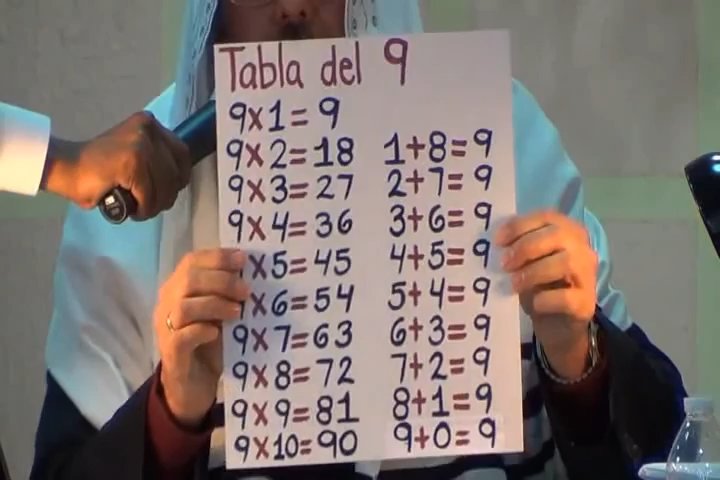 Tabla del 9
9x1=9
9x2=18 1+8=9
9x3=27 2+7=9
9x4=36 3+6=9
x5=45 4+5=9
x6=54 5+4=9
9x7=63 6+3=9
9x8=72 7+2=9
9x9=81 8+1=9
9x10=90 9+0=9